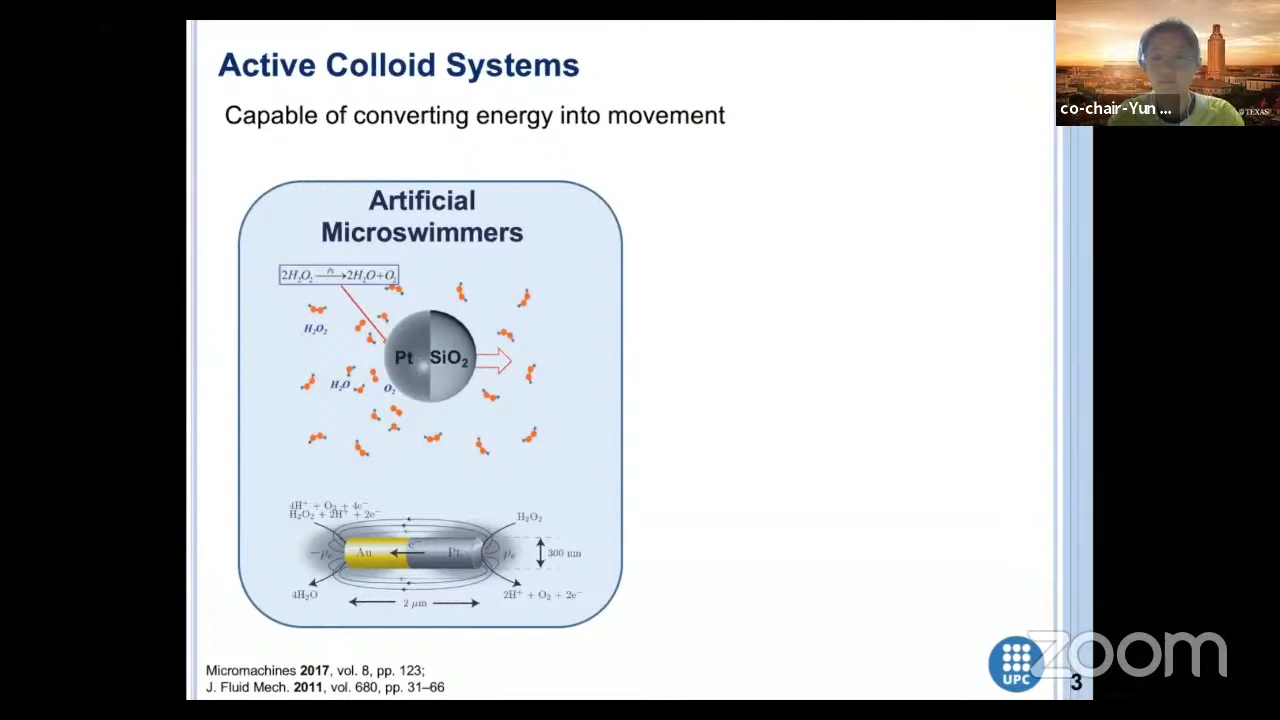 Active Colloid Systems
Capable of converting energy into movement
co-chair-Yun ...
TEXAS
Artificial
Microswimmers
2H₂O₂ —Pt→ 2H₂O+O₂
H₂O₂
Pt SiO₂
H₂O
O₂
4H⁺ + O₂ + 4e⁻
H₂O₂ + 2H⁺ + 2e⁻
H₂O₂
−ρₑ Au e⁻ Pt ρₑ
300 nm
4H₂O
2H⁺ + O₂ + 2e⁻
2 μm
Micromachines 2017, vol. 8, pp. 123;
J. Fluid Mech. 2011, vol. 680, pp. 31–66
UPC
zoom
3